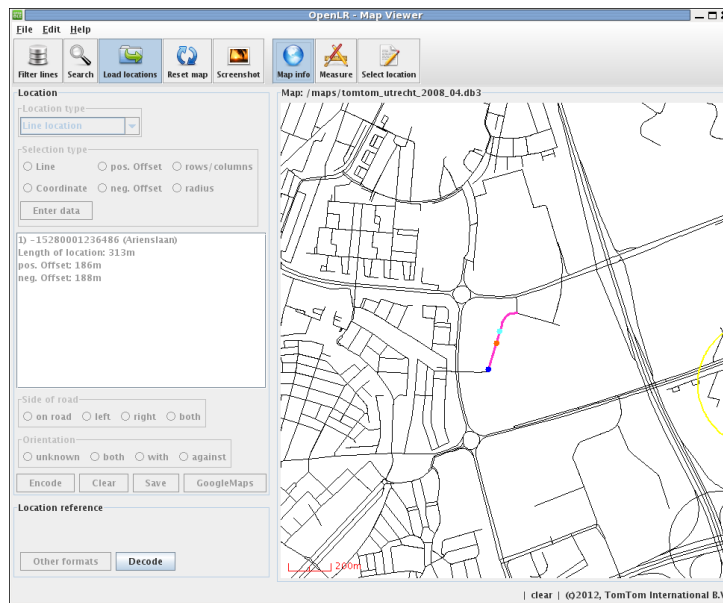 OpenLR - Map Viewer
File Edit Help
Filter lines Search Load locations Reset map Screenshot Map info Measure Select location
Location
Location type
Line location
Selection type
Line pos. Offset rows/columns
Coordinate neg. Offset radius
Enter data
1) -15280001236486 (Arienslaan)
Length of location: 313m
pos. Offset: 186m
neg. Offset: 188m
Side of road
on road left right both
Orientation
unknown both with against
Encode Clear Save GoogleMaps
Location reference
Other formats Decode
Map: /maps/tomtom_utrecht_2008_04.db3
200m
| clear | (c)2012, TomTom International B.V